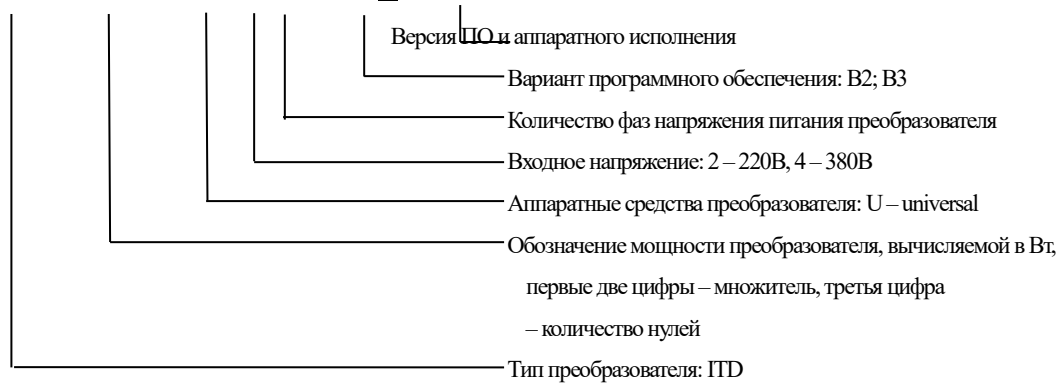 Версия ПО и аппаратного исполнения
Вариант программного обеспечения: B2; B3
Количество фаз напряжения питания преобразователя
Входное напряжение: 2 – 220В, 4 – 380В
Аппаратные средства преобразователя: U – universal
Обозначение мощности преобразователя, вычисляемой в Вт,
первые две цифры – множитель, третья цифра
– количество нулей
Тип преобразователя: ITD